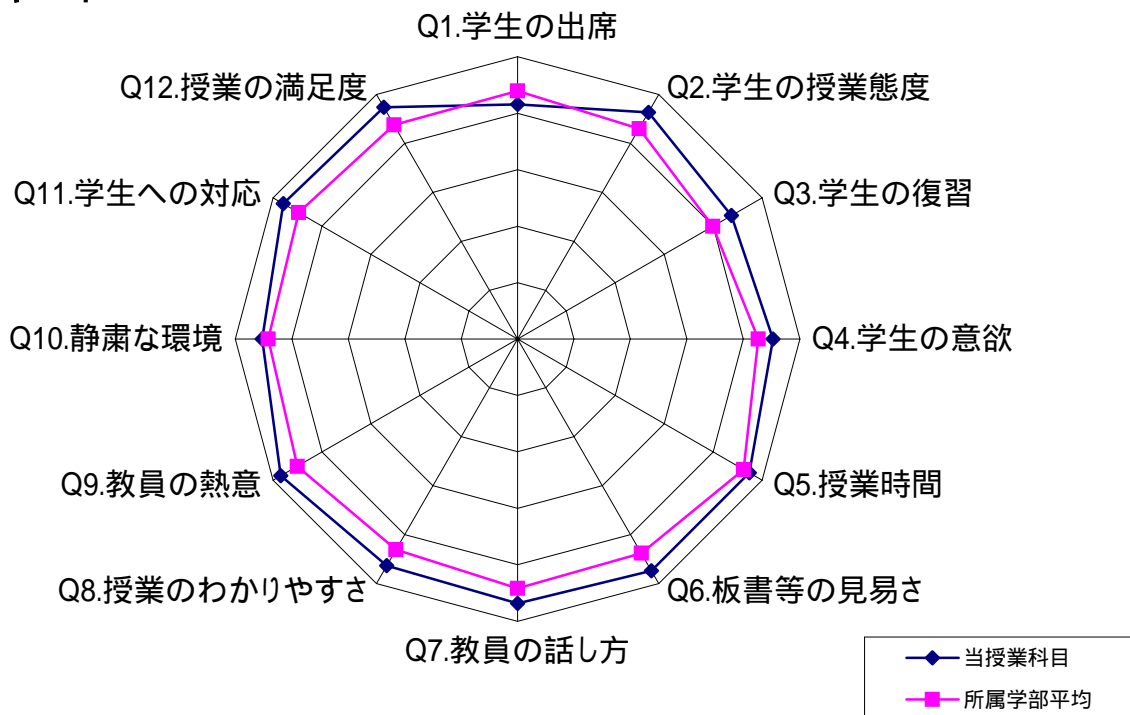 Q1.学生の出席
Q2.学生の授業態度
Q3.学生の復習
Q4.学生の意欲
Q5.授業時間
Q6.板書等の見易さ
Q7.教員の話し方
Q8.授業のわかりやすさ
Q9.教員の熱意
Q10.静粛な環境
Q11.学生への対応
Q12.授業の満足度
当授業科目
所属学部平均